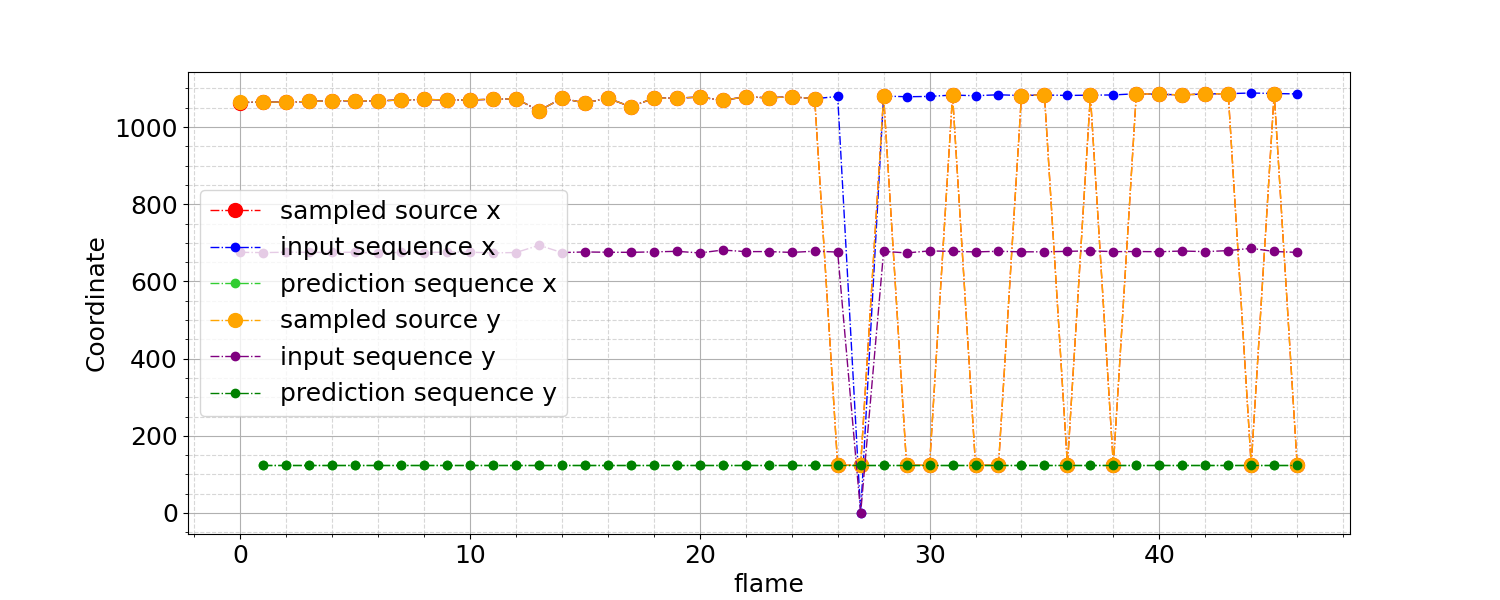 1000
800
600
400
200
0
Coordinate
sampled source x
input sequence x
prediction sequence x
sampled source y
input sequence y
prediction sequence y
0 10 20 30 40
flame